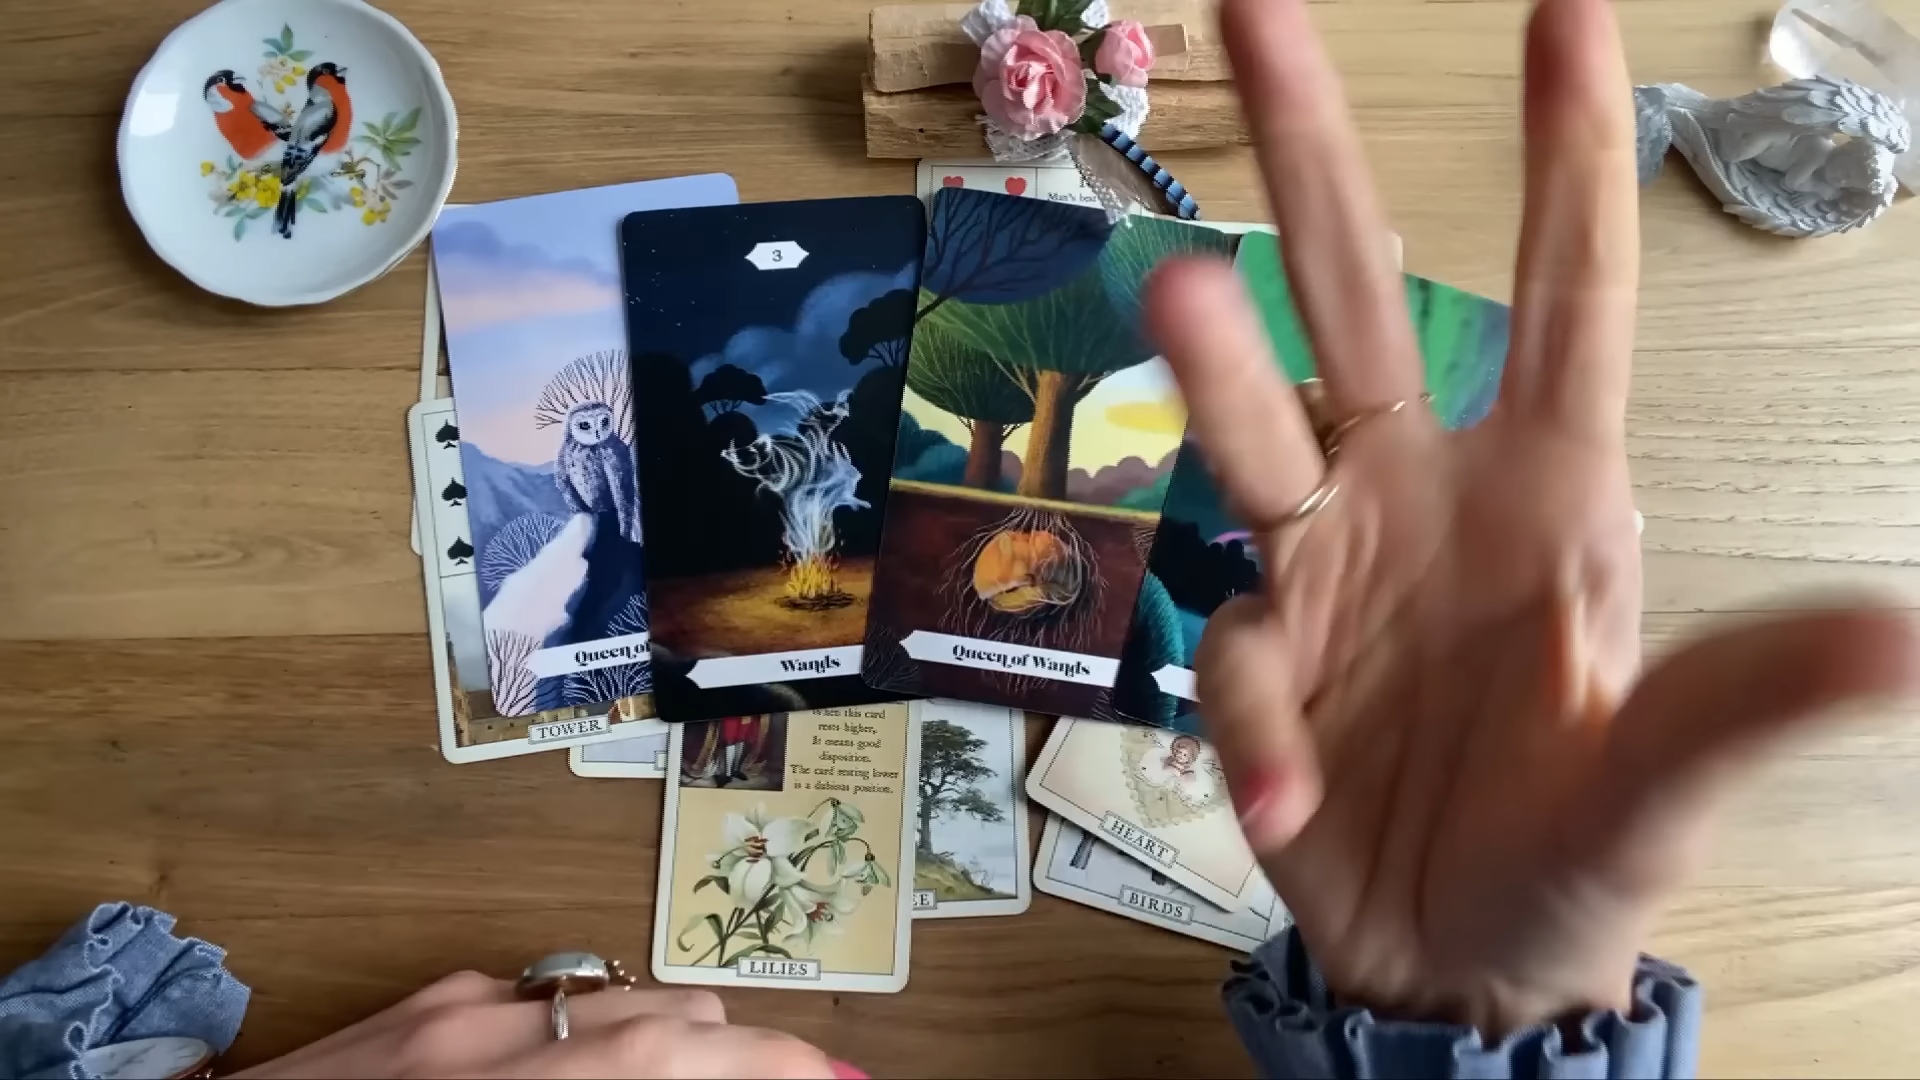 Man's best
3
Queen of
Wands
Queen of Wands
TOWER
When this card
rests higher,
It means good
disposition.
The card resting lower
is a dubious position.
HEART
BIRDS
LILIES